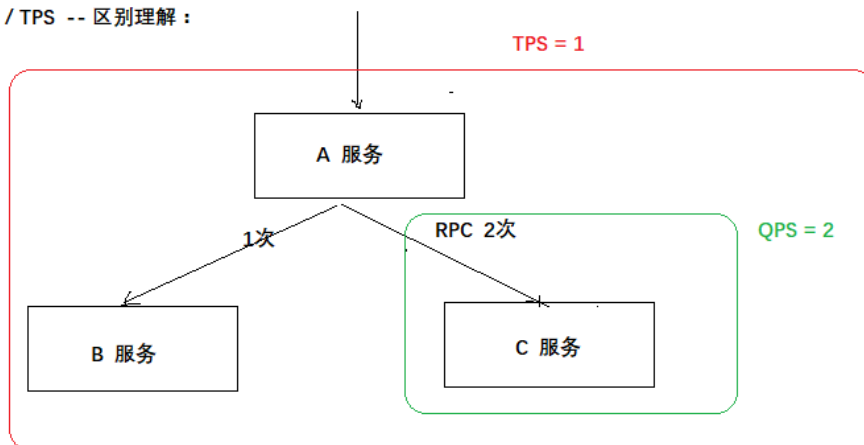 / TPS -- 区别理解：
TPS = 1
A 服务
1次
RPC 2次
QPS = 2
B 服务
C 服务